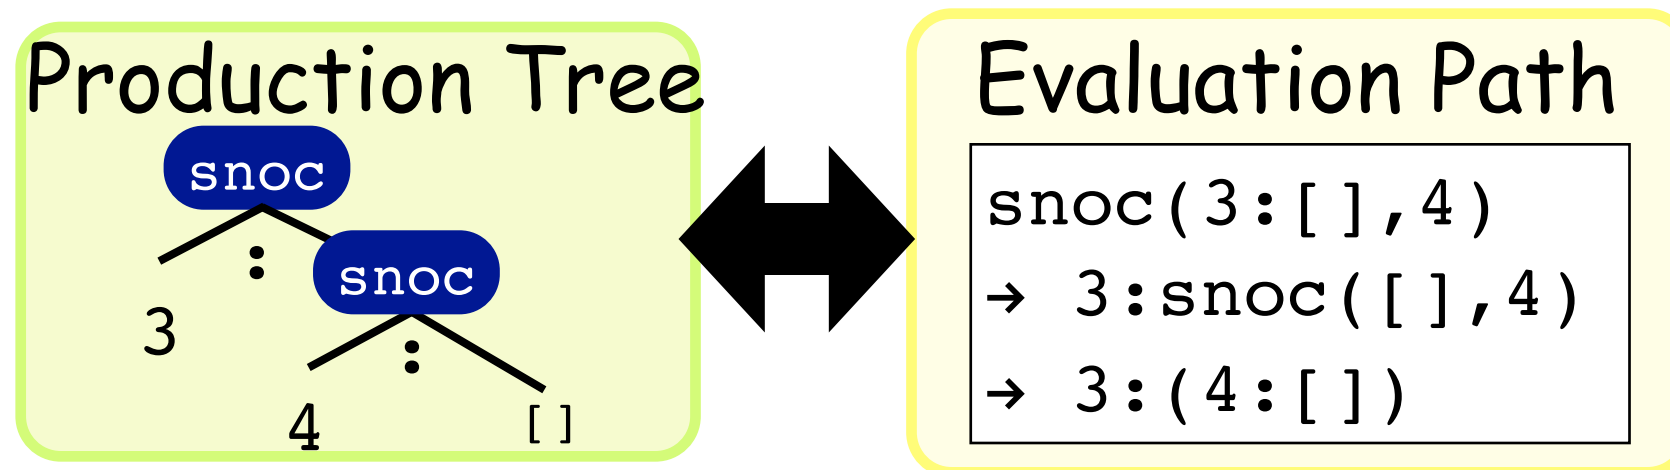 Production Tree
snoc
:
snoc
3
:
4
[]
Evaluation Path
snoc(3:[],4)
→ 3:snoc([],4)
→ 3:(4:[])